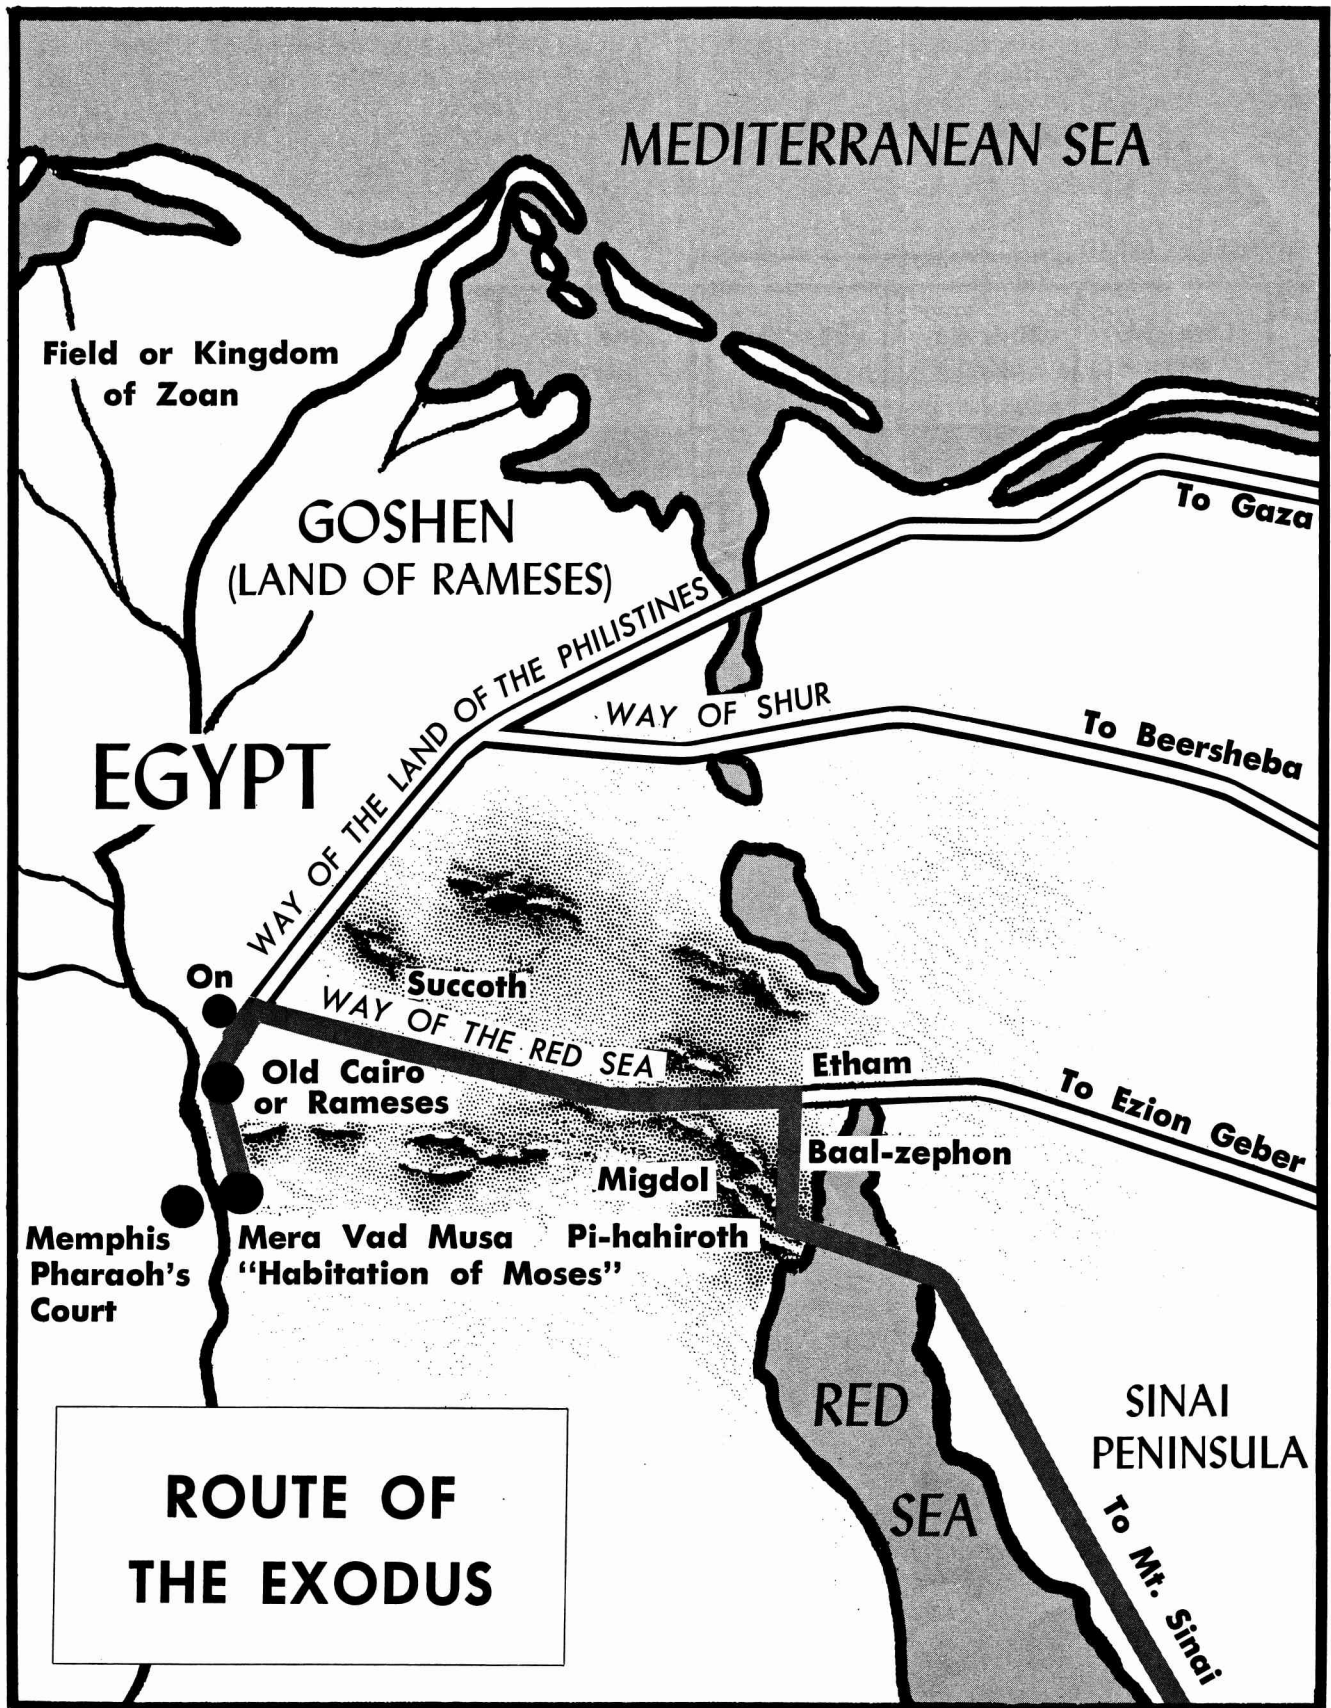 MEDITERRANEAN SEA
Field or Kingdom
of Zoan
To Gaza
GOSHEN
(LAND OF RAMESES)
WAY OF THE LAND OF THE PHILISTINES
WAY OF SHUR
To Beersheba
EGYPT
On
Succoth
WAY OF THE RED SEA
Etham
To Ezion Geber
Old Cairo
or Rameses
Baal-zephon
Migdol
Memphis
Pharaoh's
Court
Mera Vad Musa
"Habitation of Moses"
Pi-hahiroth
RED
SEA
SINAI
PENINSULA
To Mt. Sinai
ROUTE OF
THE EXODUS